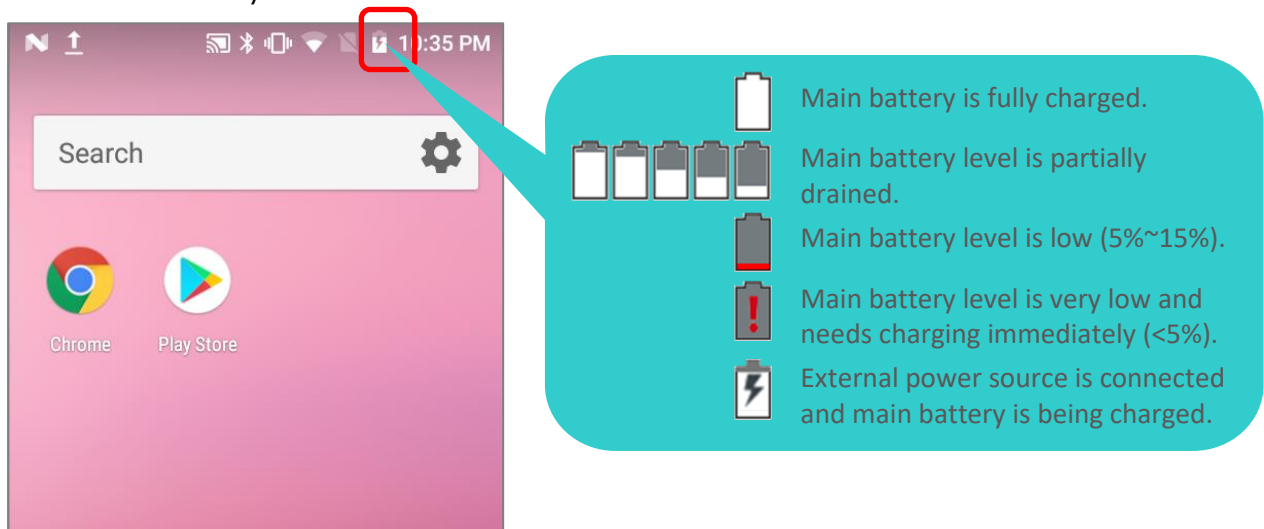 10:35 PM
Search
Chrome
Play Store
Main battery is fully charged.
Main battery level is partially
drained.
Main battery level is low (5%~15%).
Main battery level is very low and
needs charging immediately (<5%).
External power source is connected
and main battery is being charged.